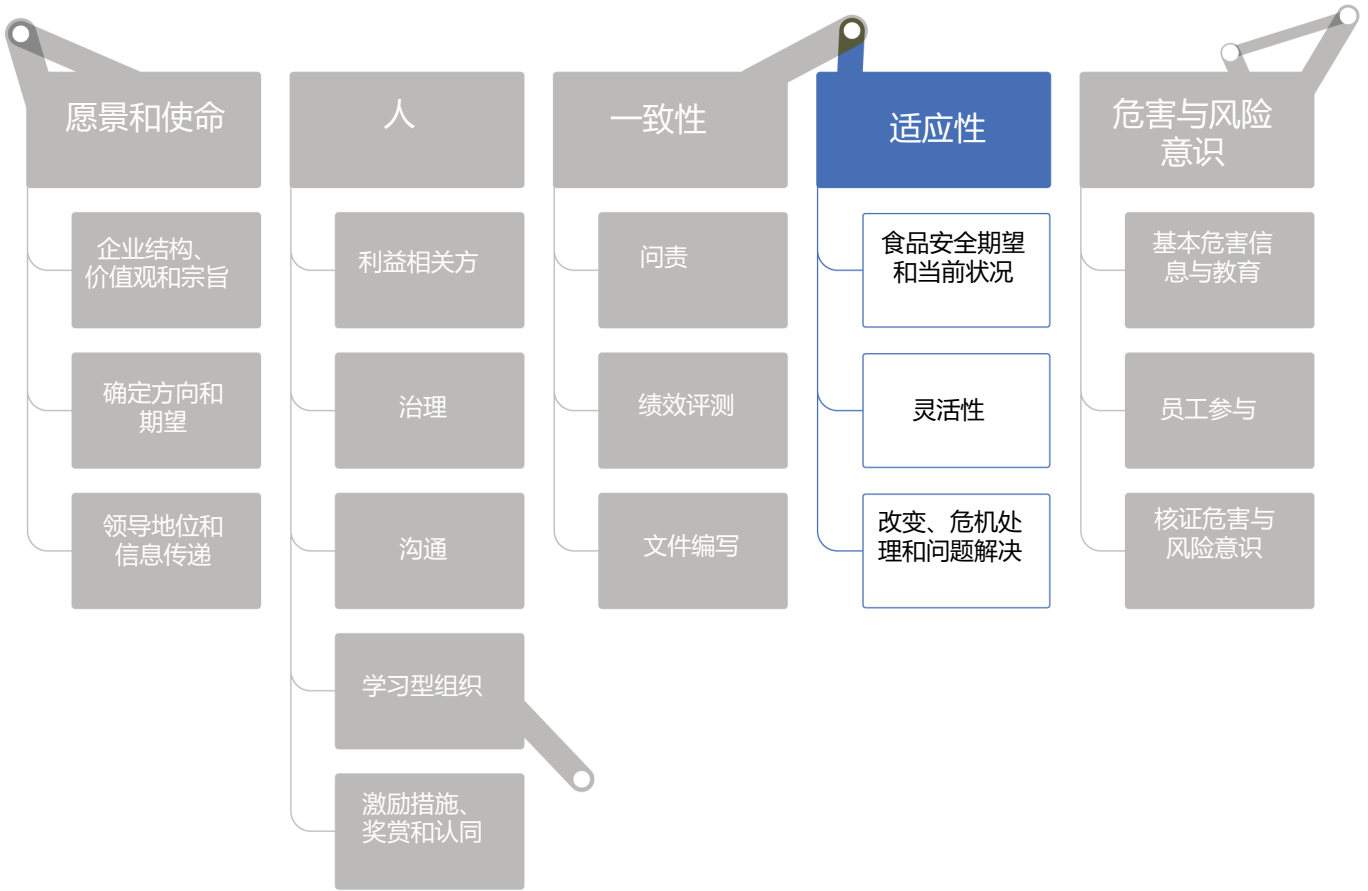 愿景和使命
企业结构、
价值观和宗旨
确定方向和
期望
领导地位和
信息传递
人
利益相关方
治理
沟通
学习型组织
激励措施、
奖赏和认同
一致性
问责
绩效评测
文件编写
适应性
食品安全期望
和当前状况
灵活性
改变、危机处
理和问题解决
危害与风险
意识
基本危害信
息与教育
员工参与
核证危害与
风险意识